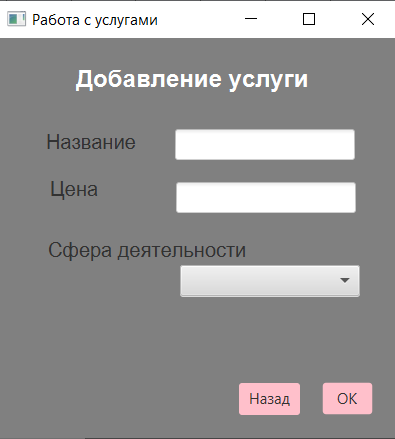 Работа с услугами
Добавление услуги
Название
Цена
Сфера деятельности
Назад
OK